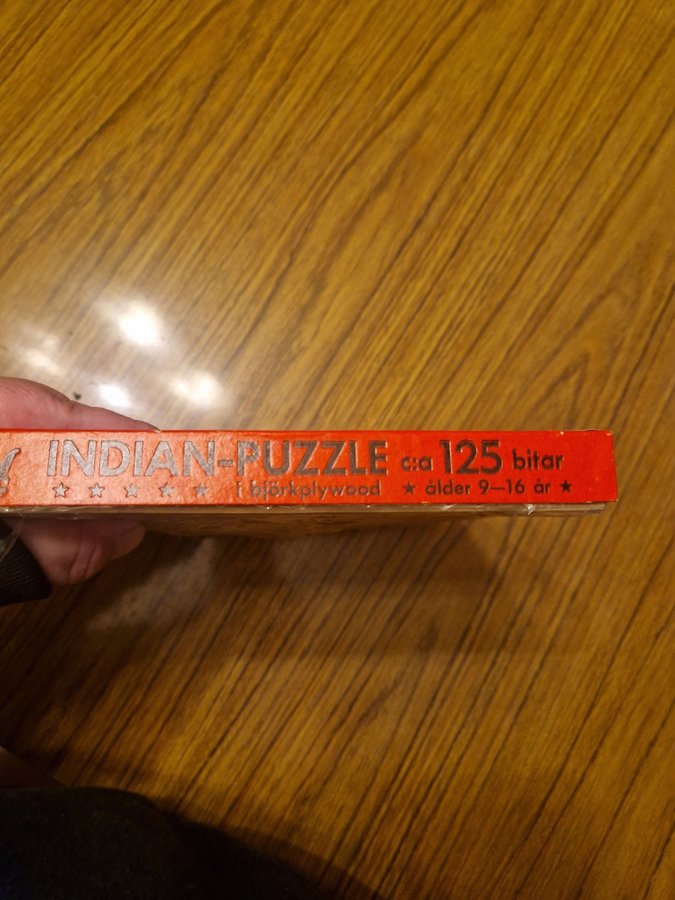 INDIAN-PUZZLE c:a 125 bitar
☆ ☆ ☆ ☆ ☆ i björkplywood ★ ålder 9—16 år ★